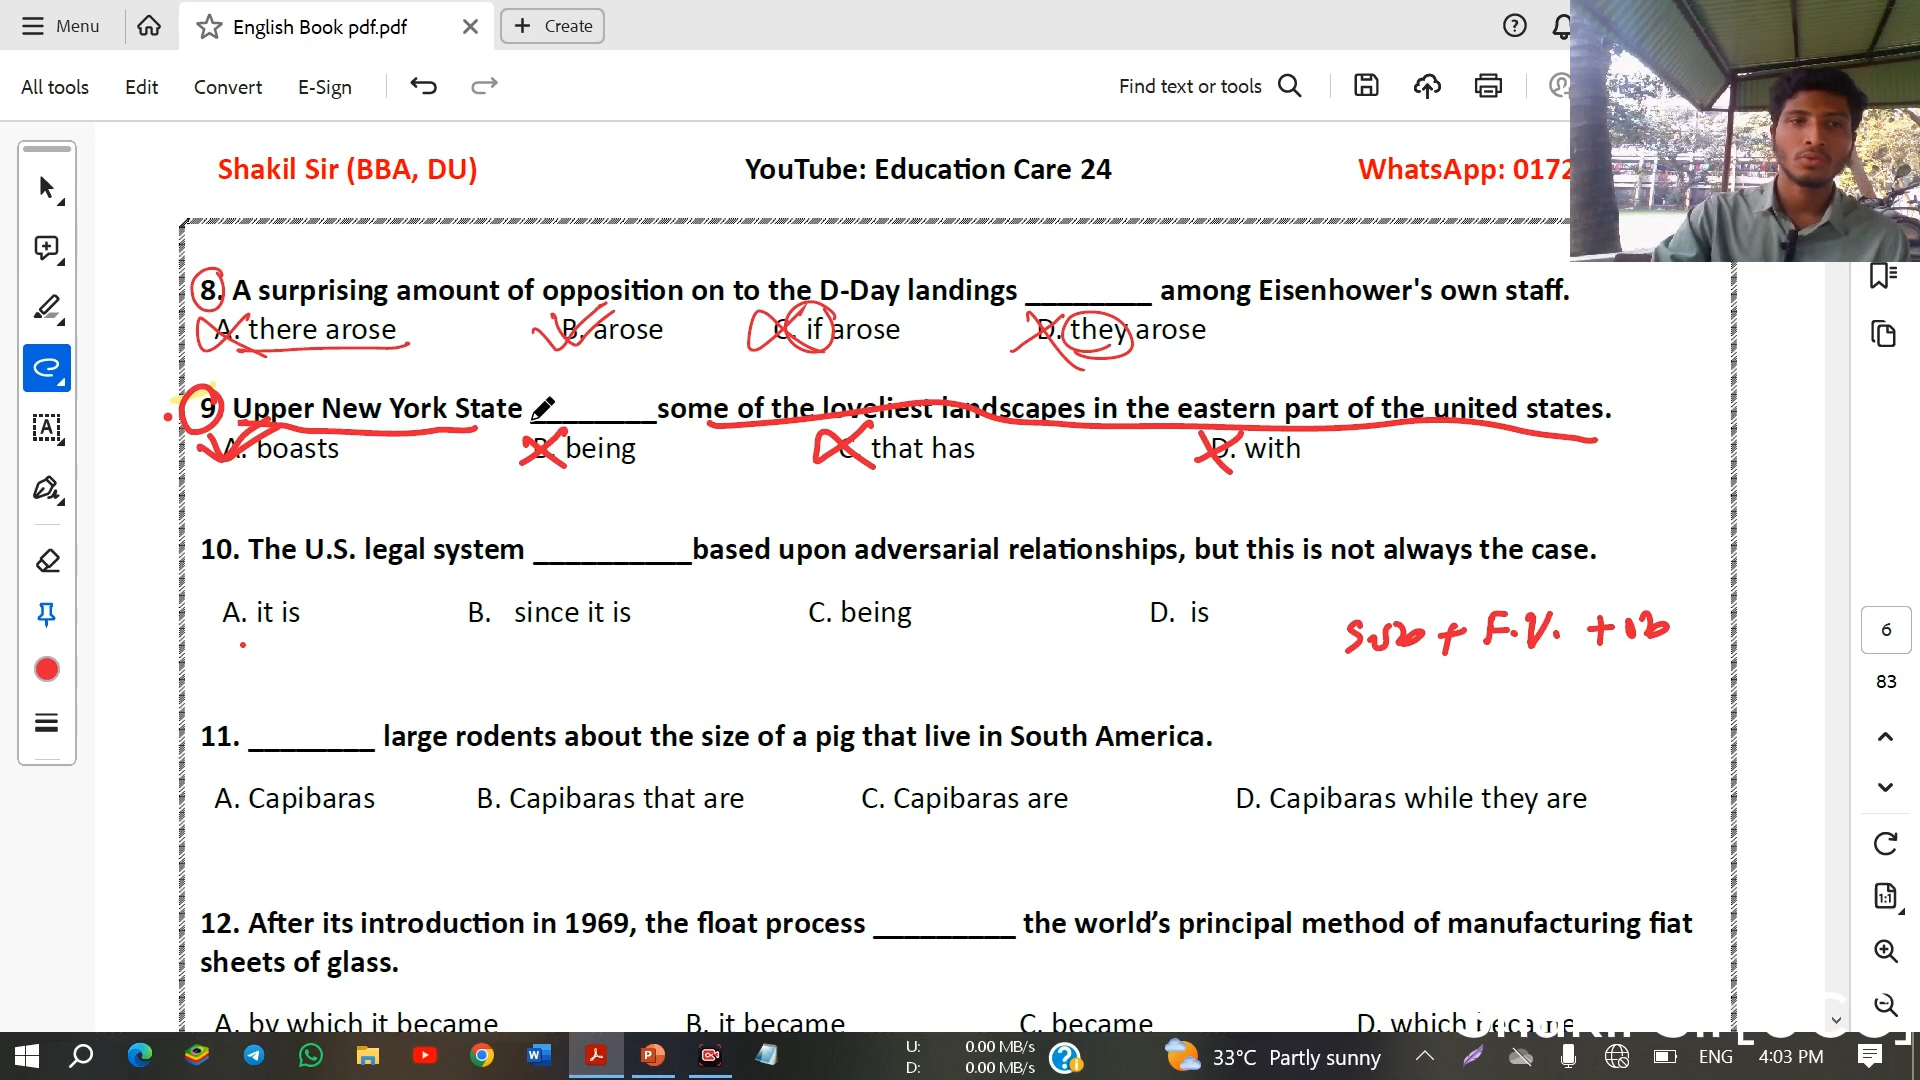 Menu English Book pdf.pdf Create
All tools Edit Convert E-Sign Find text or tools
Shakil Sir (BBA, DU) YouTube: Education Care 24 WhatsApp: 0172
8. A surprising amount of opposition on to the D-Day landings ________ among Eisenhower's own staff.
A. there arose B. arose C. if arose D. they arose
9 Upper New York State ________some of the loveliest landscapes in the eastern part of the united states.
A. boasts B. being C. that has D. with
10. The U.S. legal system __________based upon adversarial relationships, but this is not always the case.
A. it is B. since it is C. being D. is
Sub + F.V. + ob
6
83
11. ________ large rodents about the size of a pig that live in South America.
A. Capibaras B. Capibaras that are C. Capibaras are D. Capibaras while they are
12. After its introduction in 1969, the float process _________ the world's principal method of manufacturing fiat
sheets of glass.
A. by which it became B. it became C. became D. which became
U: 0.00 MB/s
D: 0.00 MB/s
33°C Partly sunny ENG 4:03 PM